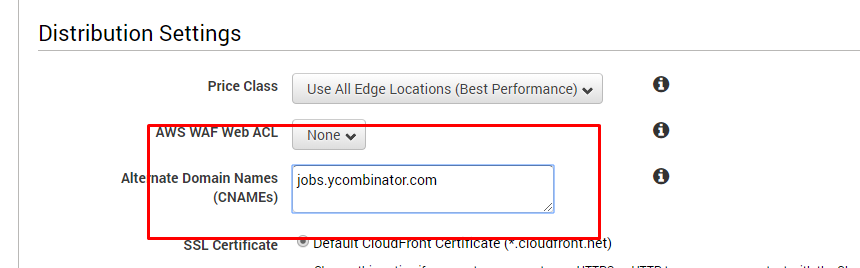 Distribution Settings
Price Class Use All Edge Locations (Best Performance)
AWS WAF Web ACL None
Alternate Domain Names
(CNAMEs)
jobs.ycombinator.com
SSL Certificate Default CloudFront Certificate (*.cloudfront.net)